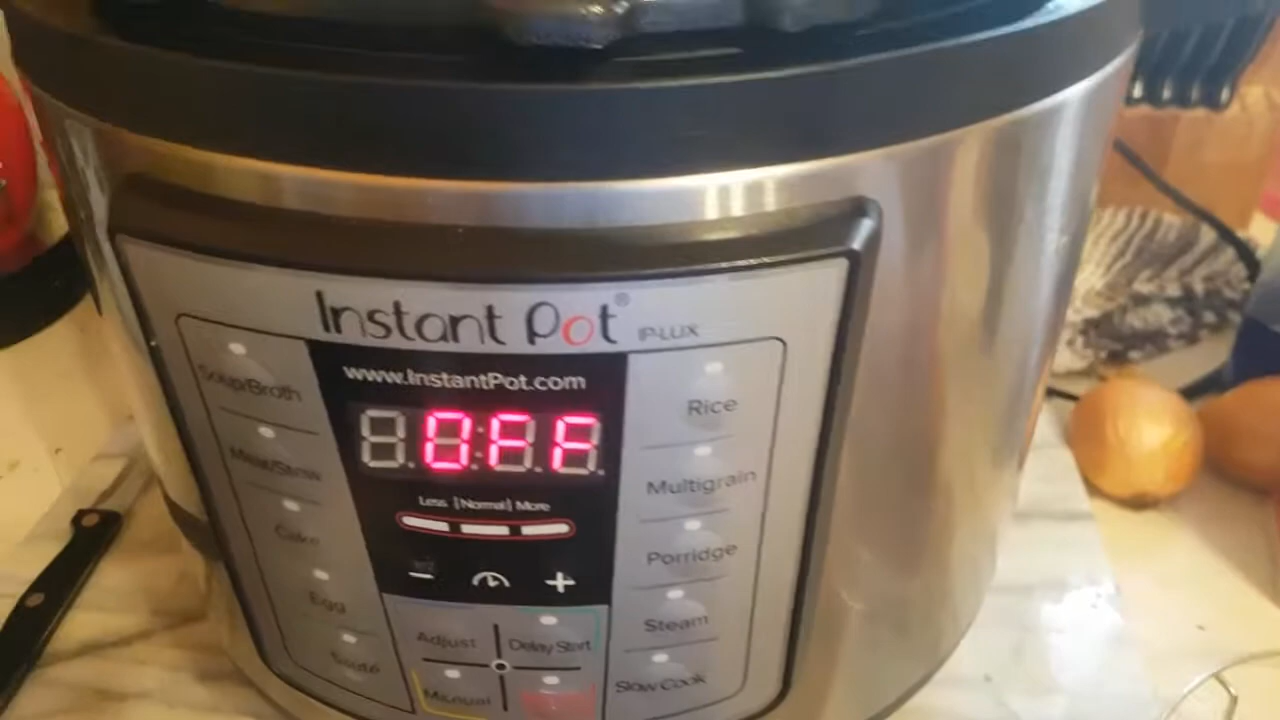 Instant Pot® IP-LUX
www.InstantPot.com
OFF
Less |Normal| More
Soup/Broth
Meat/Stew
Cake
Egg
Sauté
Rice
Multigrain
Porridge
Steam
Slow Cook
− +
Adjust
Delay Start
Manual